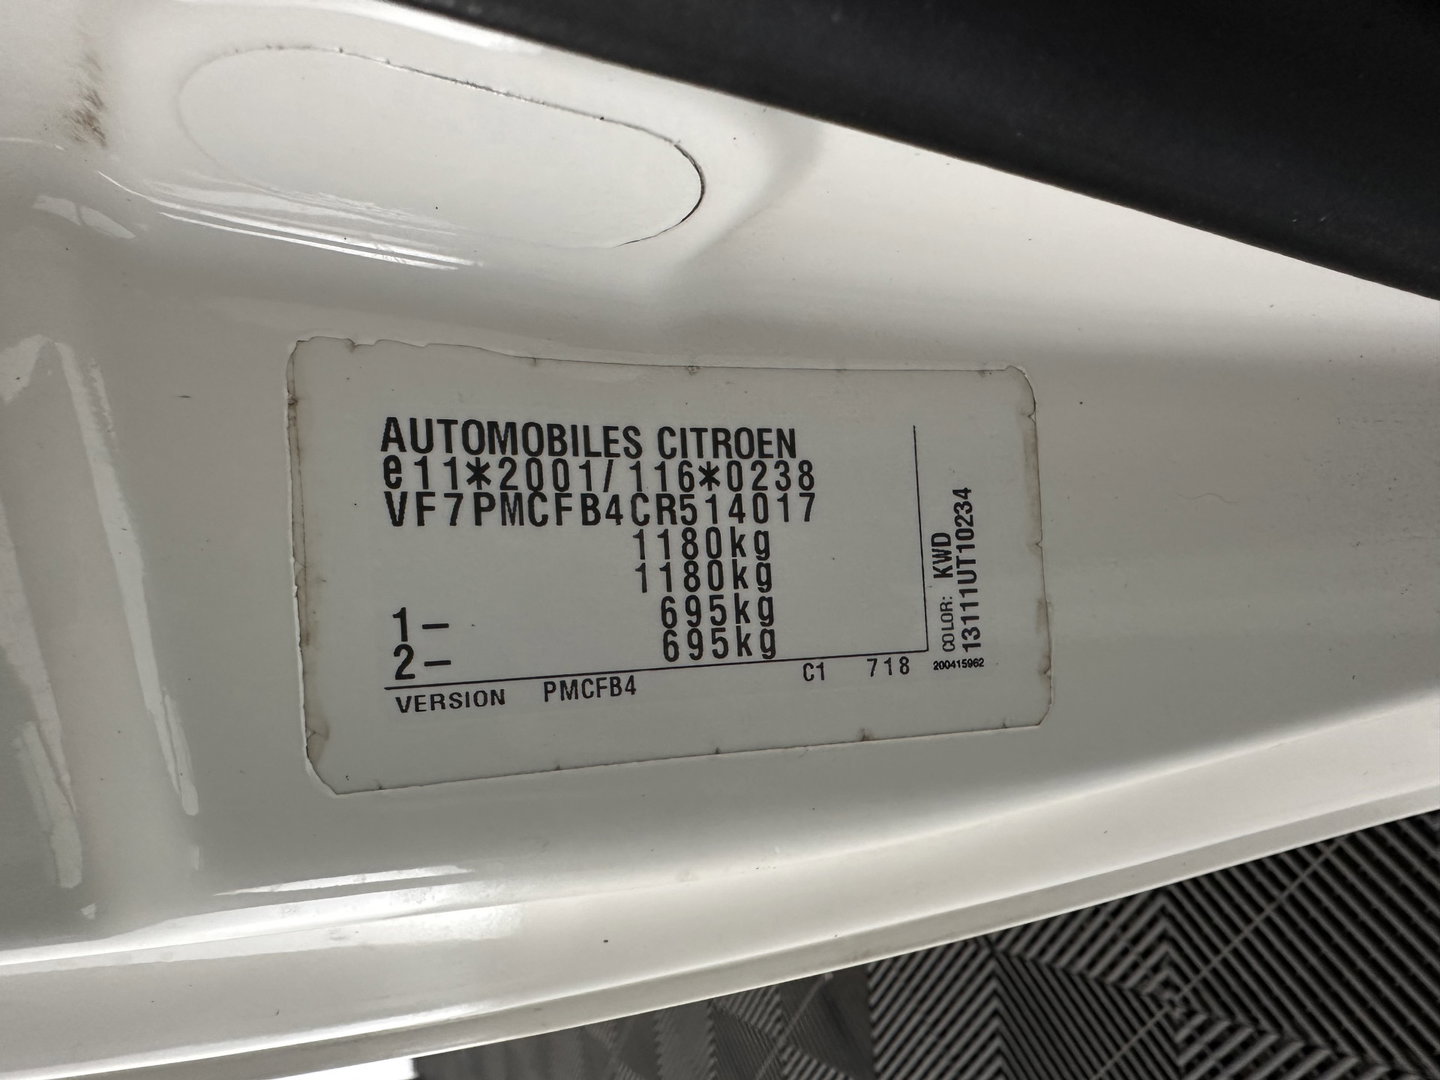 AUTOMOBILES CITROEN
e11*2001/116*0238
VF7PMCFB4CR514017
1180kg
1180kg
1- 695kg
2- 695kg
VERSION PMCFB4 C1 718
COLOR: KWD
13111UT10234
200415962